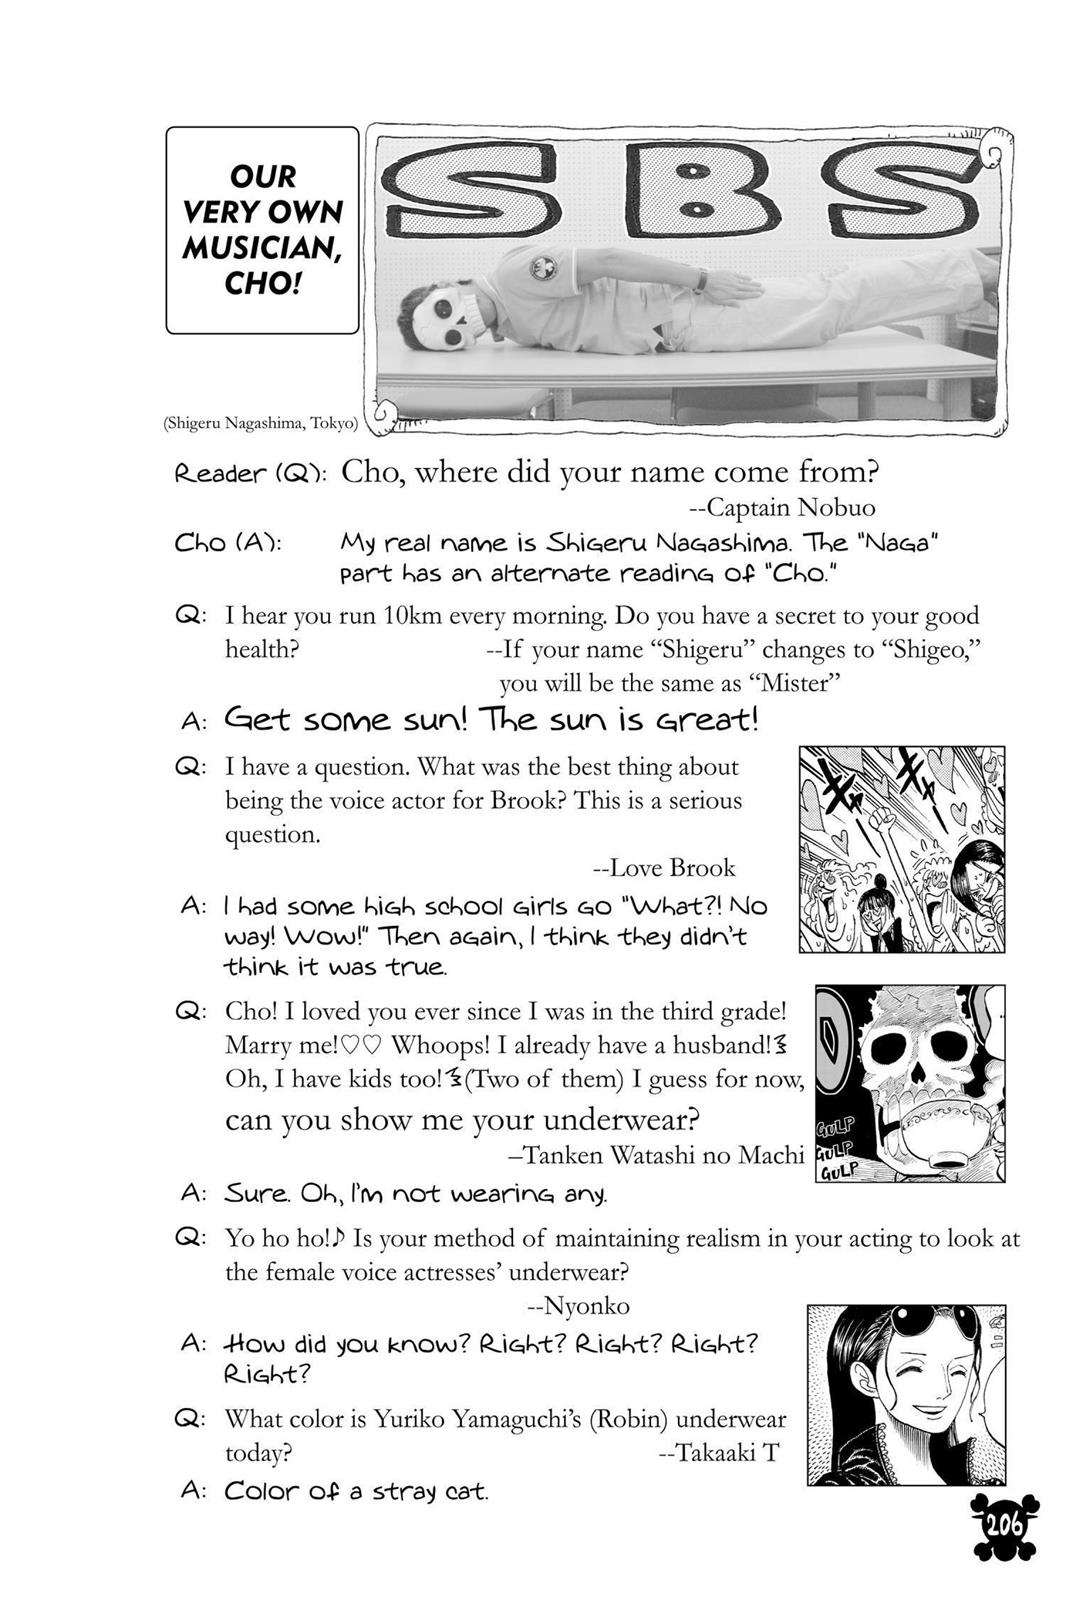 OUR
VERY OWN
MUSICIAN,
CHO!
SBS
(Shigeru Nagashima, Tokyo)
Reader (Q): Cho, where did your name come from?
--Captain Nobuo
Cho (A): My real name is Shigeru Nagashima. The "Naga"
part has an alternate reading of "Cho."
Q: I hear you run 10km every morning. Do you have a secret to your good
health? --If your name “Shigeru” changes to “Shigeo,”
you will be the same as “Mister”
A: Get some sun! The sun is great!
Q: I have a question. What was the best thing about
being the voice actor for Brook? This is a serious
question.
--Love Brook
A: I had some high school girls go "What?! No
way! Wow!" Then again, I think they didn't
think it was true.
Q: Cho! I loved you ever since I was in the third grade!
Marry me!♡♡ Whoops! I already have a husband!
Oh, I have kids too! (Two of them) I guess for now,
can you show me your underwear?
–Tanken Watashi no Machi
GULP
GULP
GULP
A: Sure. Oh, I'm not wearing any.
Q: Yo ho ho!♪ Is your method of maintaining realism in your acting to look at
the female voice actresses’ underwear?
--Nyonko
A: How did you know? Right? Right? Right?
Right?
Q: What color is Yuriko Yamaguchi’s (Robin) underwear
today? --Takaaki T
A: Color of a stray cat.
206